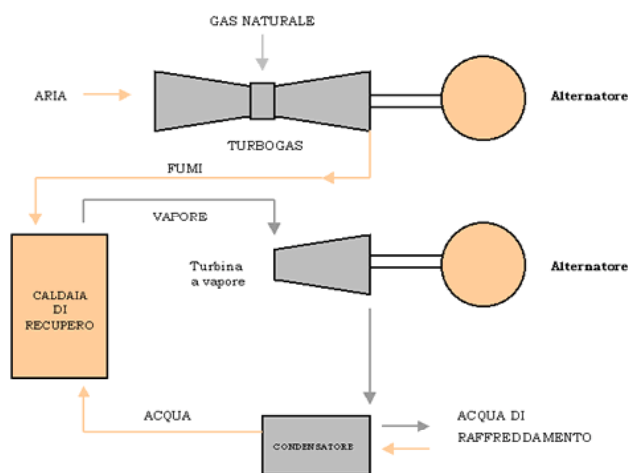 GAS NATURALE
ARIA
Alternatore
TURBOGAS
FUMI
VAPORE
Turbina
a vapore
Alternatore
CALDAIA
DI
RECUPERO
ACQUA
CONDENSATORE
ACQUA DI
RAFFREDDAMENTO